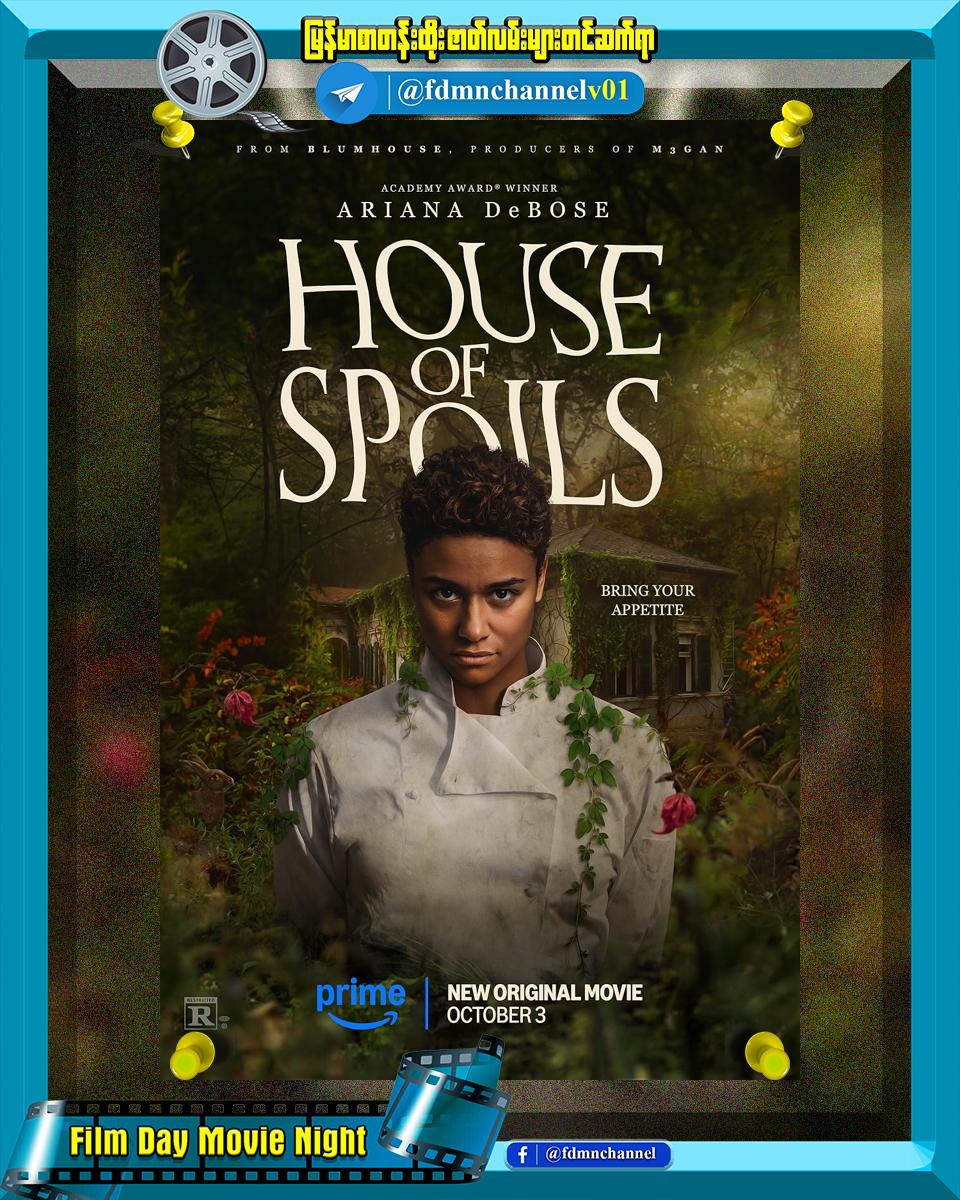 မြန်မာစာတန်းထိုးဇာတ်လမ်းများတင်ဆက်ရာ
@fdmnchannelv01
FROM BLUMHOUSE, PRODUCERS OF M3GAN
ACADEMY AWARD® WINNER
ARIANA DeBOSE
HOUSE
OF
SPOILS
BRING YOUR
APPETITE
prime
NEW ORIGINAL MOVIE
OCTOBER 3
RESTRICTED
R
Film Day Movie Night
@fdmnchannel